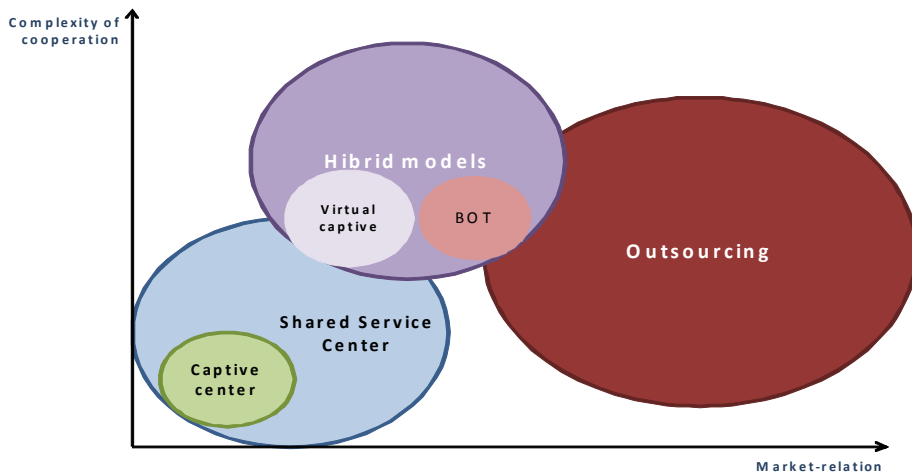 Complexity of
cooperation
Hibrid models
Virtual
captive
BOT
Outsourcing
Shared Service
Center
Captive
center
Market-relation